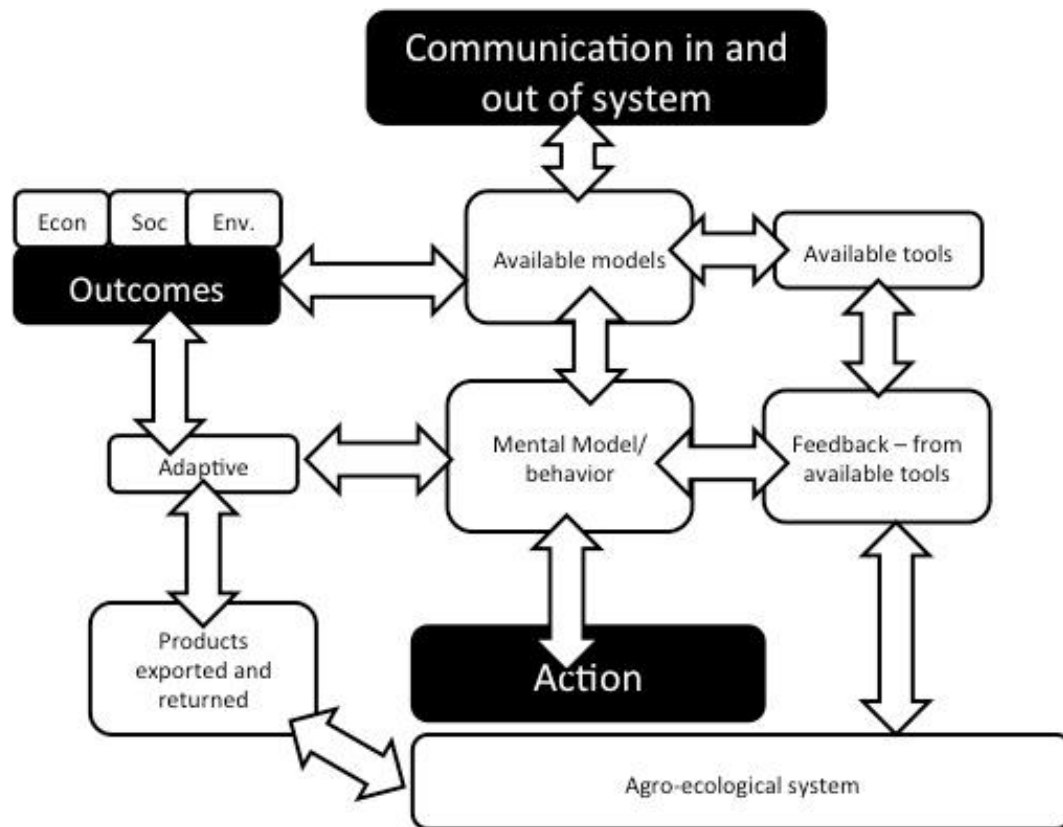 Communication in and
out of system
Econ
Soc
Env.
Outcomes
Available models
Available tools
Adaptive
Mental Model/
behavior
Feedback – from
available tools
Products
exported and
returned
Action
Agro-ecological system